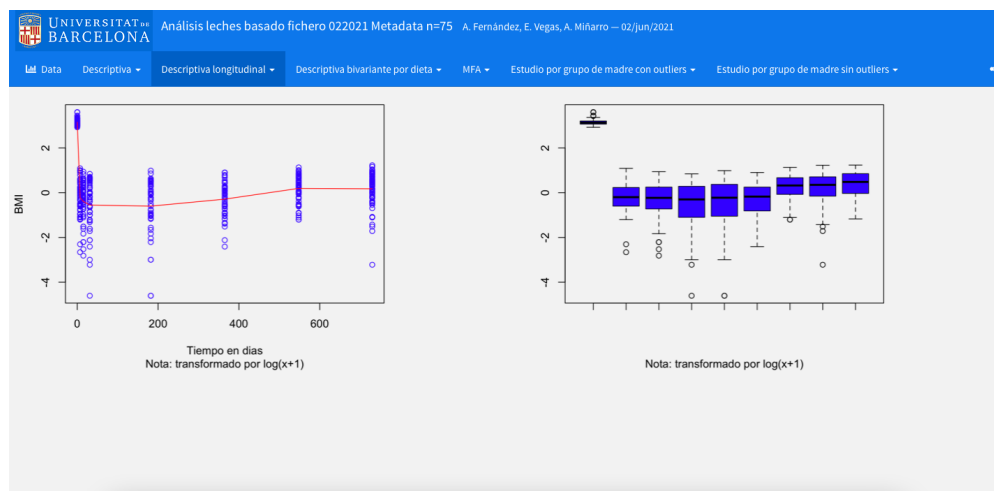 UNIVERSITAT DE
BARCELONA
Análisis leches basado fichero 022021 Metadata n=75 A. Fernández, E. Vegas, A. Miñarro — 02/jun/2021
Data Descriptiva Descriptiva longitudinal Descriptiva bivariante por dieta MFA Estudio por grupo de madre con outliers Estudio por grupo de madre sin outliers
BMI
2
0
-2
-4
0 200 400 600
Tiempo en dias
Nota: transformado por log(x+1)
2
0
-2
-4
Nota: transformado por log(x+1)